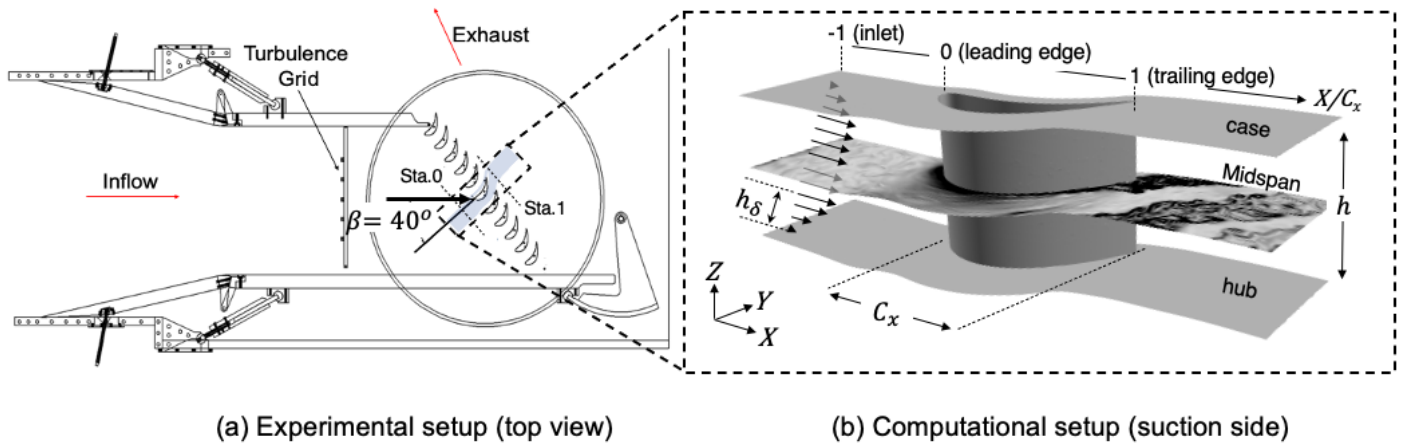 (a)
Exhaust
Turbulence
Grid
Inflow
Sta.0
Sta.1
β= 40°
(b)
-1 (inlet)
0 (leading edge)
1 (trailing edge)
X/Cₓ
case
Midspan
h_δ
h
hub
Cₓ
Z
Y
X
(a) Experimental setup (top view)
(b) Computational setup (suction side)